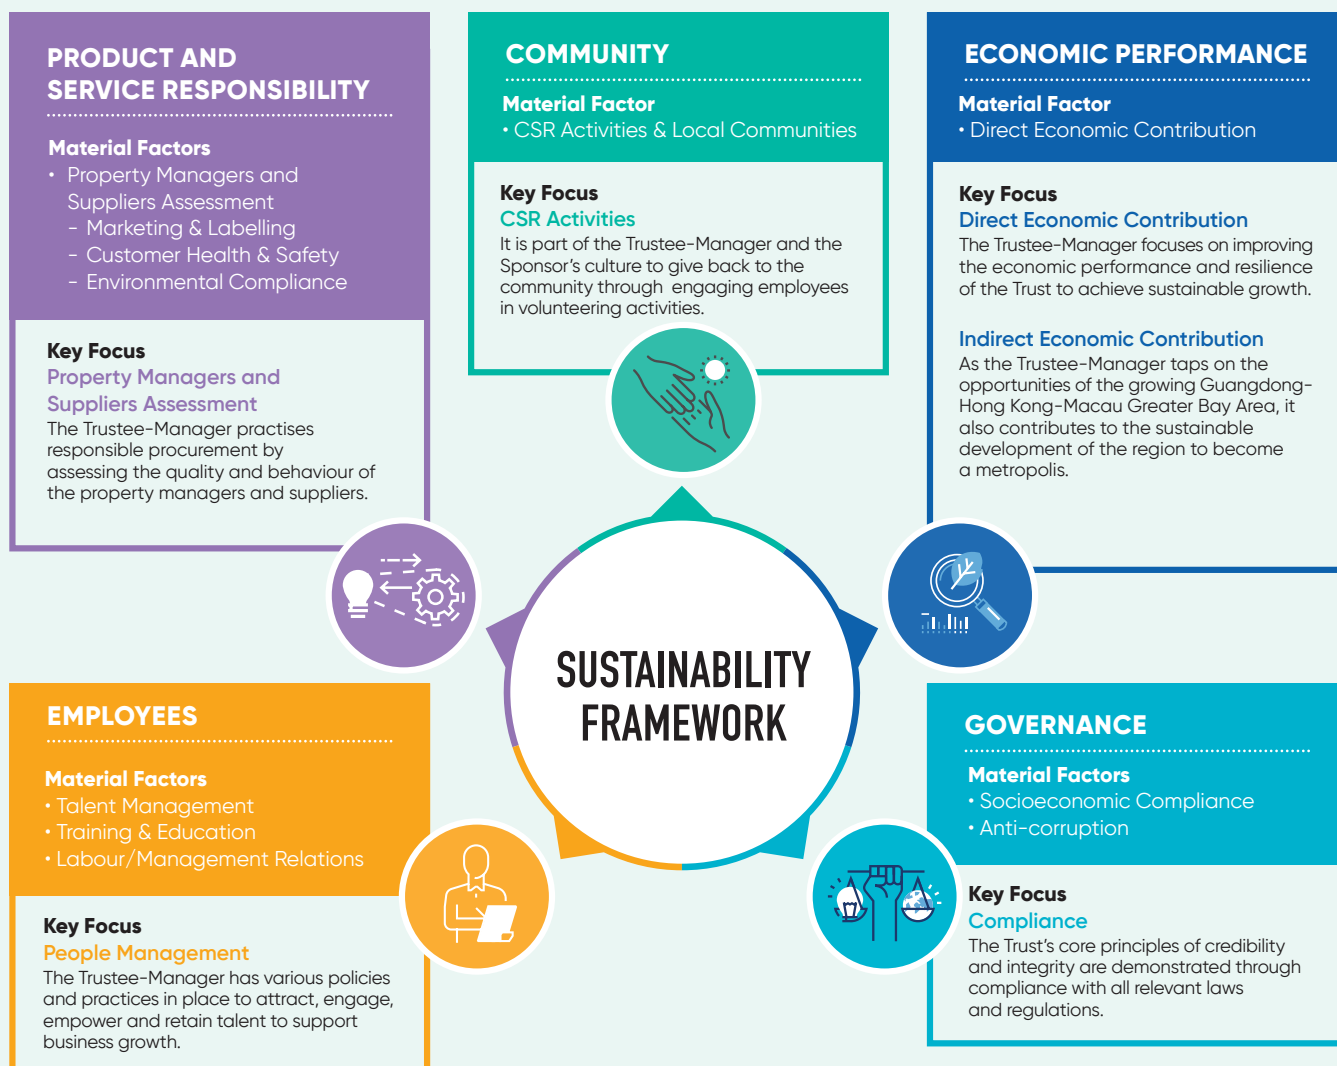 PRODUCT AND
SERVICE RESPONSIBILITY
Material Factors
• Property Managers and
Suppliers Assessment
- Marketing & Labelling
- Customer Health & Safety
- Environmental Compliance
Key Focus
Property Managers and
Suppliers Assessment
The Trustee-Manager practises
responsible procurement by
assessing the quality and behaviour of
the property managers and suppliers.
COMMUNITY
Material Factor
• CSR Activities & Local Communities
Key Focus
CSR Activities
It is part of the Trustee-Manager and the
Sponsor's culture to give back to the
community through engaging employees
in volunteering activities.
ECONOMIC PERFORMANCE
Material Factor
• Direct Economic Contribution
Key Focus
Direct Economic Contribution
The Trustee-Manager focuses on improving
the economic performance and resilience
of the Trust to achieve sustainable growth.
Indirect Economic Contribution
As the Trustee-Manager taps on the
opportunities of the growing Guangdong-
Hong Kong-Macau Greater Bay Area, it
also contributes to the sustainable
development of the region to become
a metropolis.
SUSTAINABILITY
FRAMEWORK
EMPLOYEES
Material Factors
• Talent Management
• Training & Education
• Labour/Management Relations
Key Focus
People Management
The Trustee-Manager has various policies
and practices in place to attract, engage,
empower and retain talent to support
business growth.
GOVERNANCE
Material Factors
• Socioeconomic Compliance
• Anti-corruption
Key Focus
Compliance
The Trust's core principles of credibility
and integrity are demonstrated through
compliance with all relevant laws
and regulations.